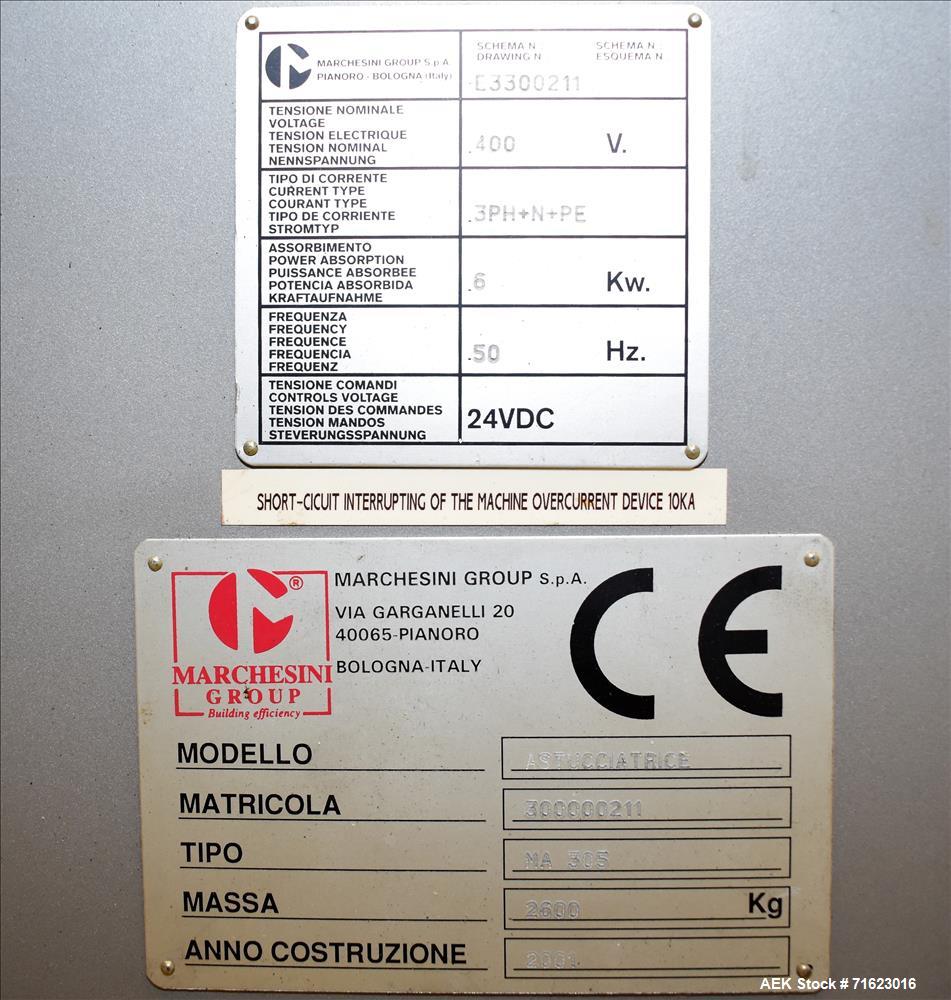 MARCHESINI GROUP S.p.A.
PIANORO - BOLOGNA (Italy)
SCHEMA N.
DRAWING N.
SCHEMA N.
ESQUEMA N.
E3300211
TENSIONE NOMINALE
VOLTAGE
TENSION ELECTRIQUE
TENSION NOMINAL
NENNSPANNUNG
400 V.
TIPO DI CORRENTE
CURRENT TYPE
COURANT TYPE
TIPO DE CORRIENTE
STROMTYP
3PH+N+PE
ASSORBIMENTO
POWER ABSORPTION
PUISSANCE ABSORBEE
POTENCIA ABSORBIDA
KRAFTAUFNAHME
6 Kw.
FREQUENZA
FREQUENCY
FREQUENCE
FREQUENCIA
FREQUENZ
50 Hz.
TENSIONE COMANDI
CONTROLS VOLTAGE
TENSION DES COMMANDES
TENSION MANDOS
STEVERUNGSSPANNUNG
24VDC
SHORT-CICUIT INTERRUPTING OF THE MACHINE OVERCURRENT DEVICE 10KA
®
MARCHESINI
GROUP
Building efficiency
MARCHESINI GROUP S.p.A.
VIA GARGANELLI 20
40065-PIANORO
BOLOGNA-ITALY
CE
MODELLO ASTUCCIATRICE
MATRICOLA 300000211
TIPO MA 305
MASSA 2600 Kg
ANNO COSTRUZIONE 2001
AEK Stock # 71623016